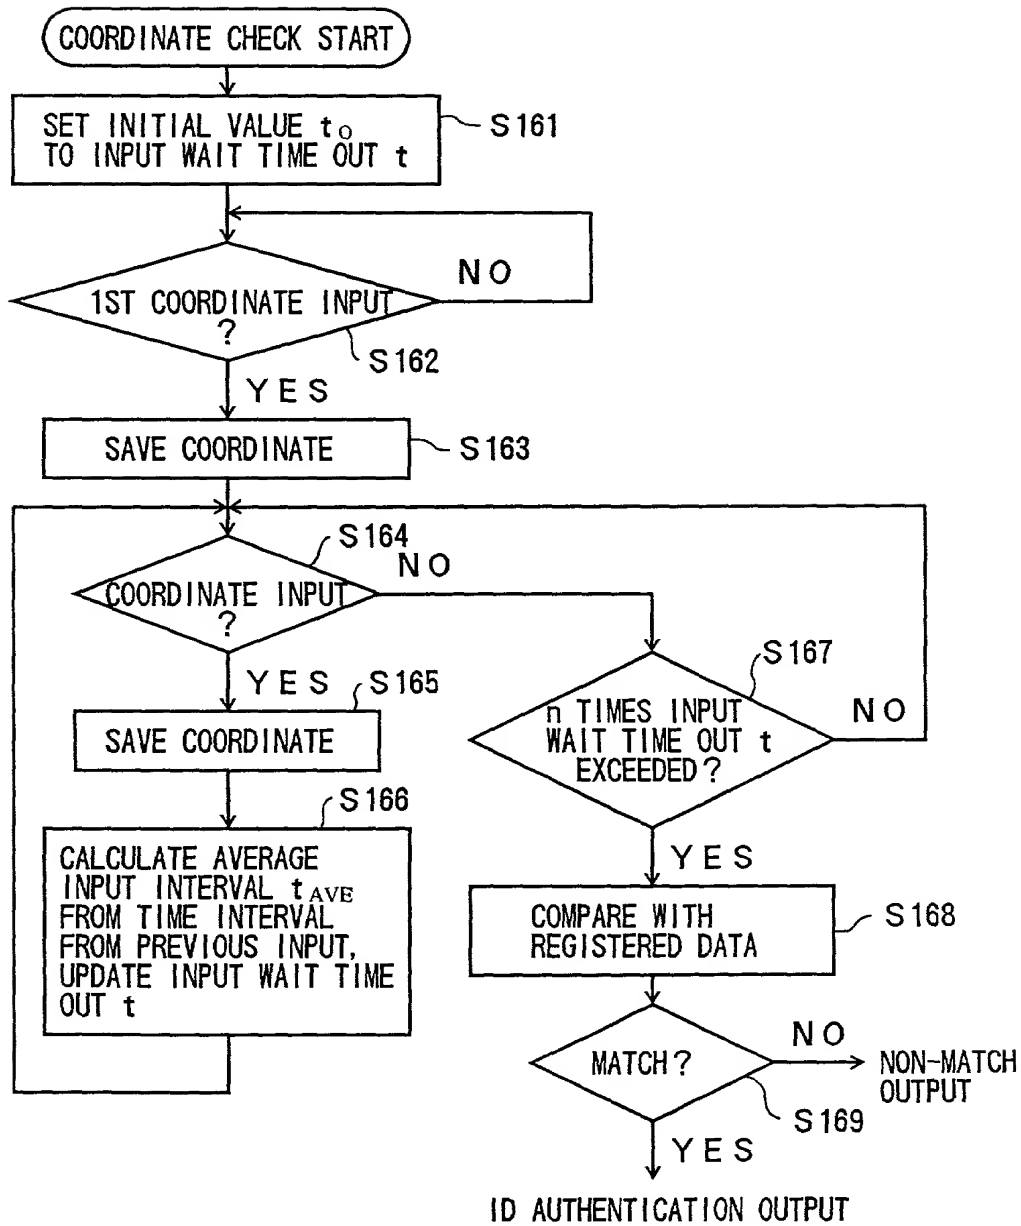 COORDINATE CHECK START
SET INITIAL VALUE t0
TO INPUT WAIT TIME OUT t
S161
NO
1ST COORDINATE INPUT
?
S162
YES
SAVE COORDINATE
S163
S164
NO
COORDINATE INPUT
?
YES
S165
SAVE COORDINATE
S166
CALCULATE AVERAGE
INPUT INTERVAL tAVE
FROM TIME INTERVAL
FROM PREVIOUS INPUT,
UPDATE INPUT WAIT TIME
OUT t
S167
n TIMES INPUT
WAIT TIME OUT t
EXCEEDED?
NO
YES
COMPARE WITH
REGISTERED DATA
S168
MATCH?
NO
NON-MATCH
OUTPUT
S169
YES
ID AUTHENTICATION OUTPUT